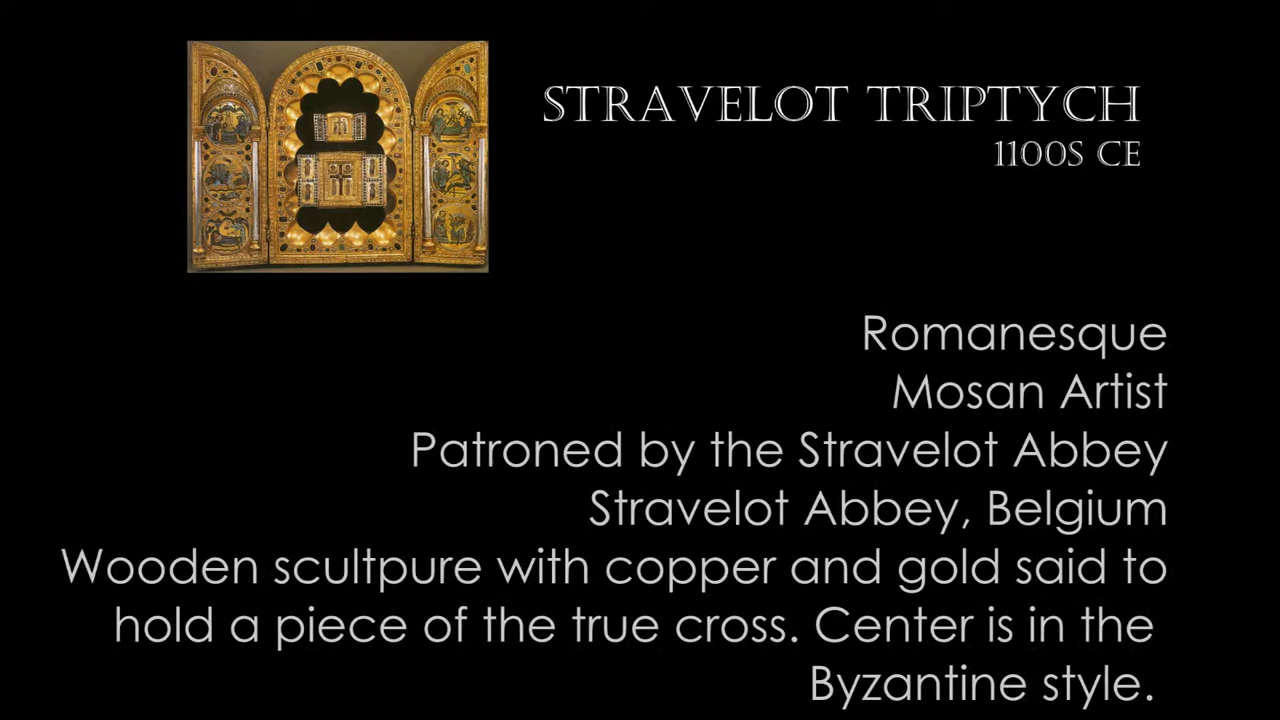 STRAVELOT TRIPTYCH
1100S CE
Romanesque
Mosan Artist
Patroned by the Stravelot Abbey
Stravelot Abbey, Belgium
Wooden scultpure with copper and gold said to
hold a piece of the true cross. Center is in the
Byzantine style.